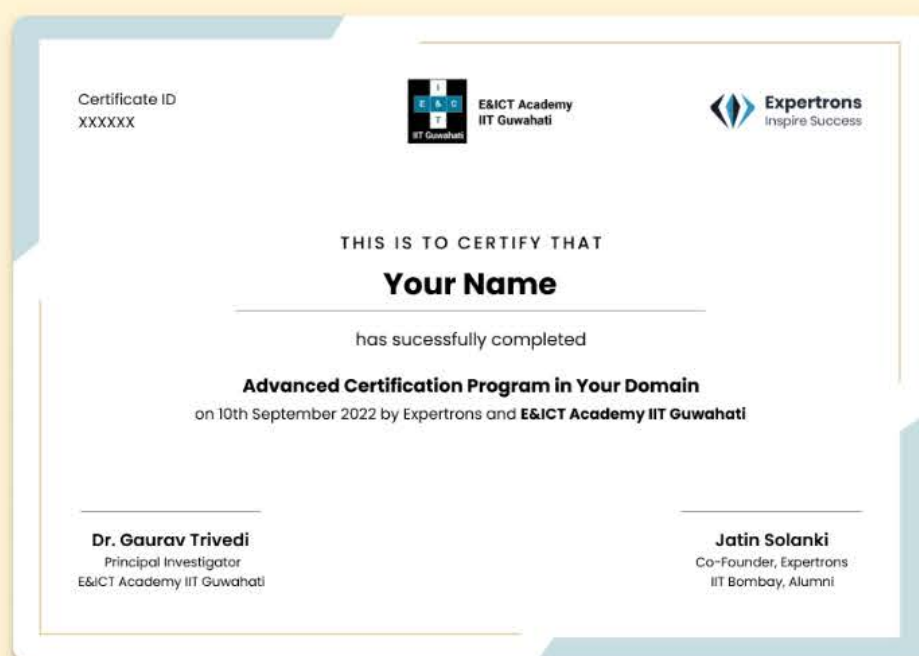 Certificate ID
XXXXXX
I
E & C
T
IIT Guwahati
E&ICT Academy
IIT Guwahati
Expertrons
Inspire Success
THIS IS TO CERTIFY THAT
Your Name
has sucessfully completed
Advanced Certification Program in Your Domain
on 10th September 2022 by Expertrons and E&ICT Academy IIT Guwahati
Dr. Gaurav Trivedi
Principal Investigator
E&ICT Academy IIT Guwahati
Jatin Solanki
Co-Founder, Expertrons
IIT Bombay, Alumni